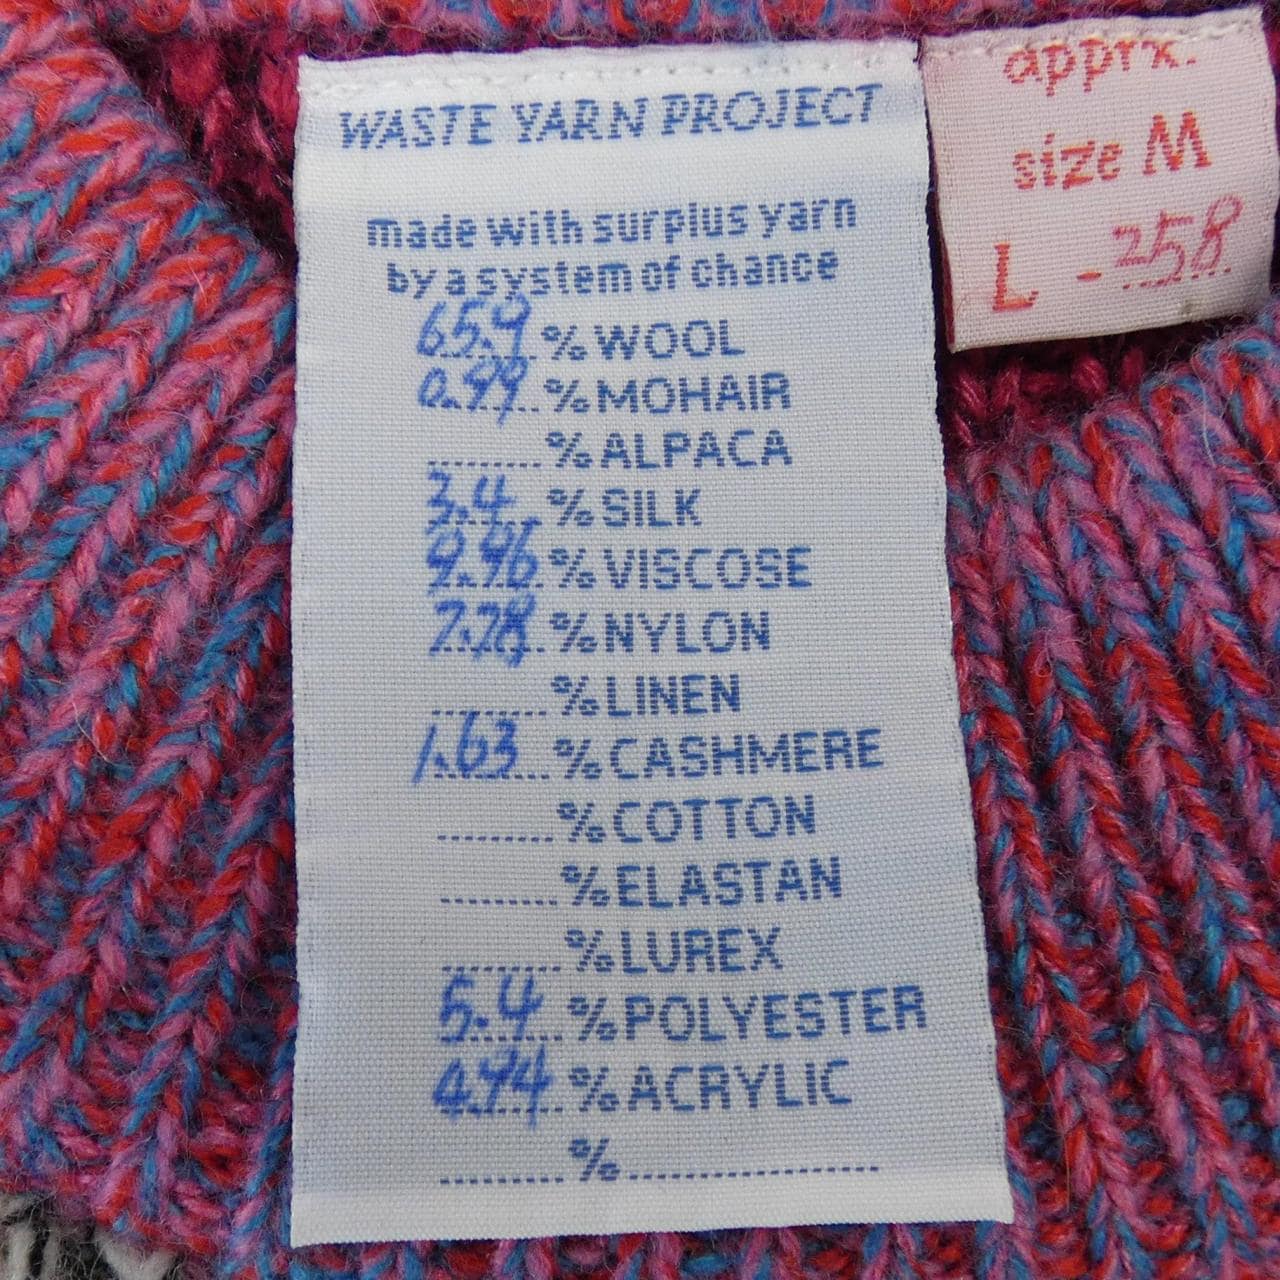 WASTE YARN PROJECT
made with surplus yarn
by a system of chance
65.9 % WOOL
0.99 % MOHAIR
......... % ALPACA
3.4 % SILK
9.96 % VISCOSE
7.78 % NYLON
......... % LINEN
1.63 % CASHMERE
......... % COTTON
......... % ELASTAN
......... % LUREX
5.4 % POLYESTER
4.94 % ACRYLIC
......... % ..................
apprx.
size M
L - 258